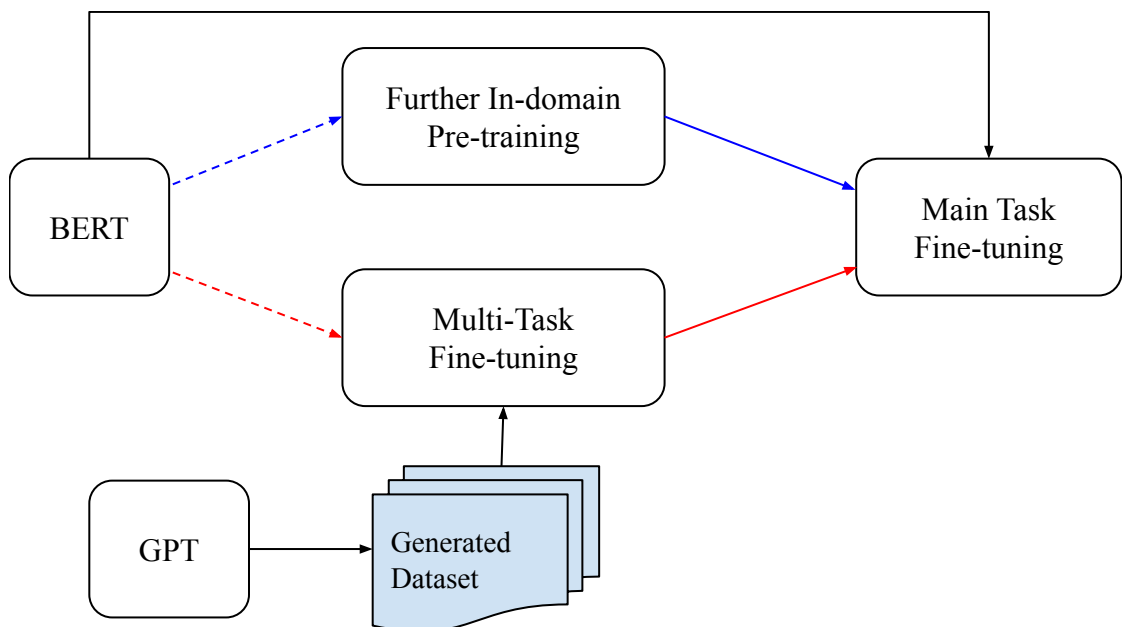 Further In-domain
Pre-training
BERT
Main Task
Fine-tuning
Multi-Task
Fine-tuning
GPT
Generated
Dataset